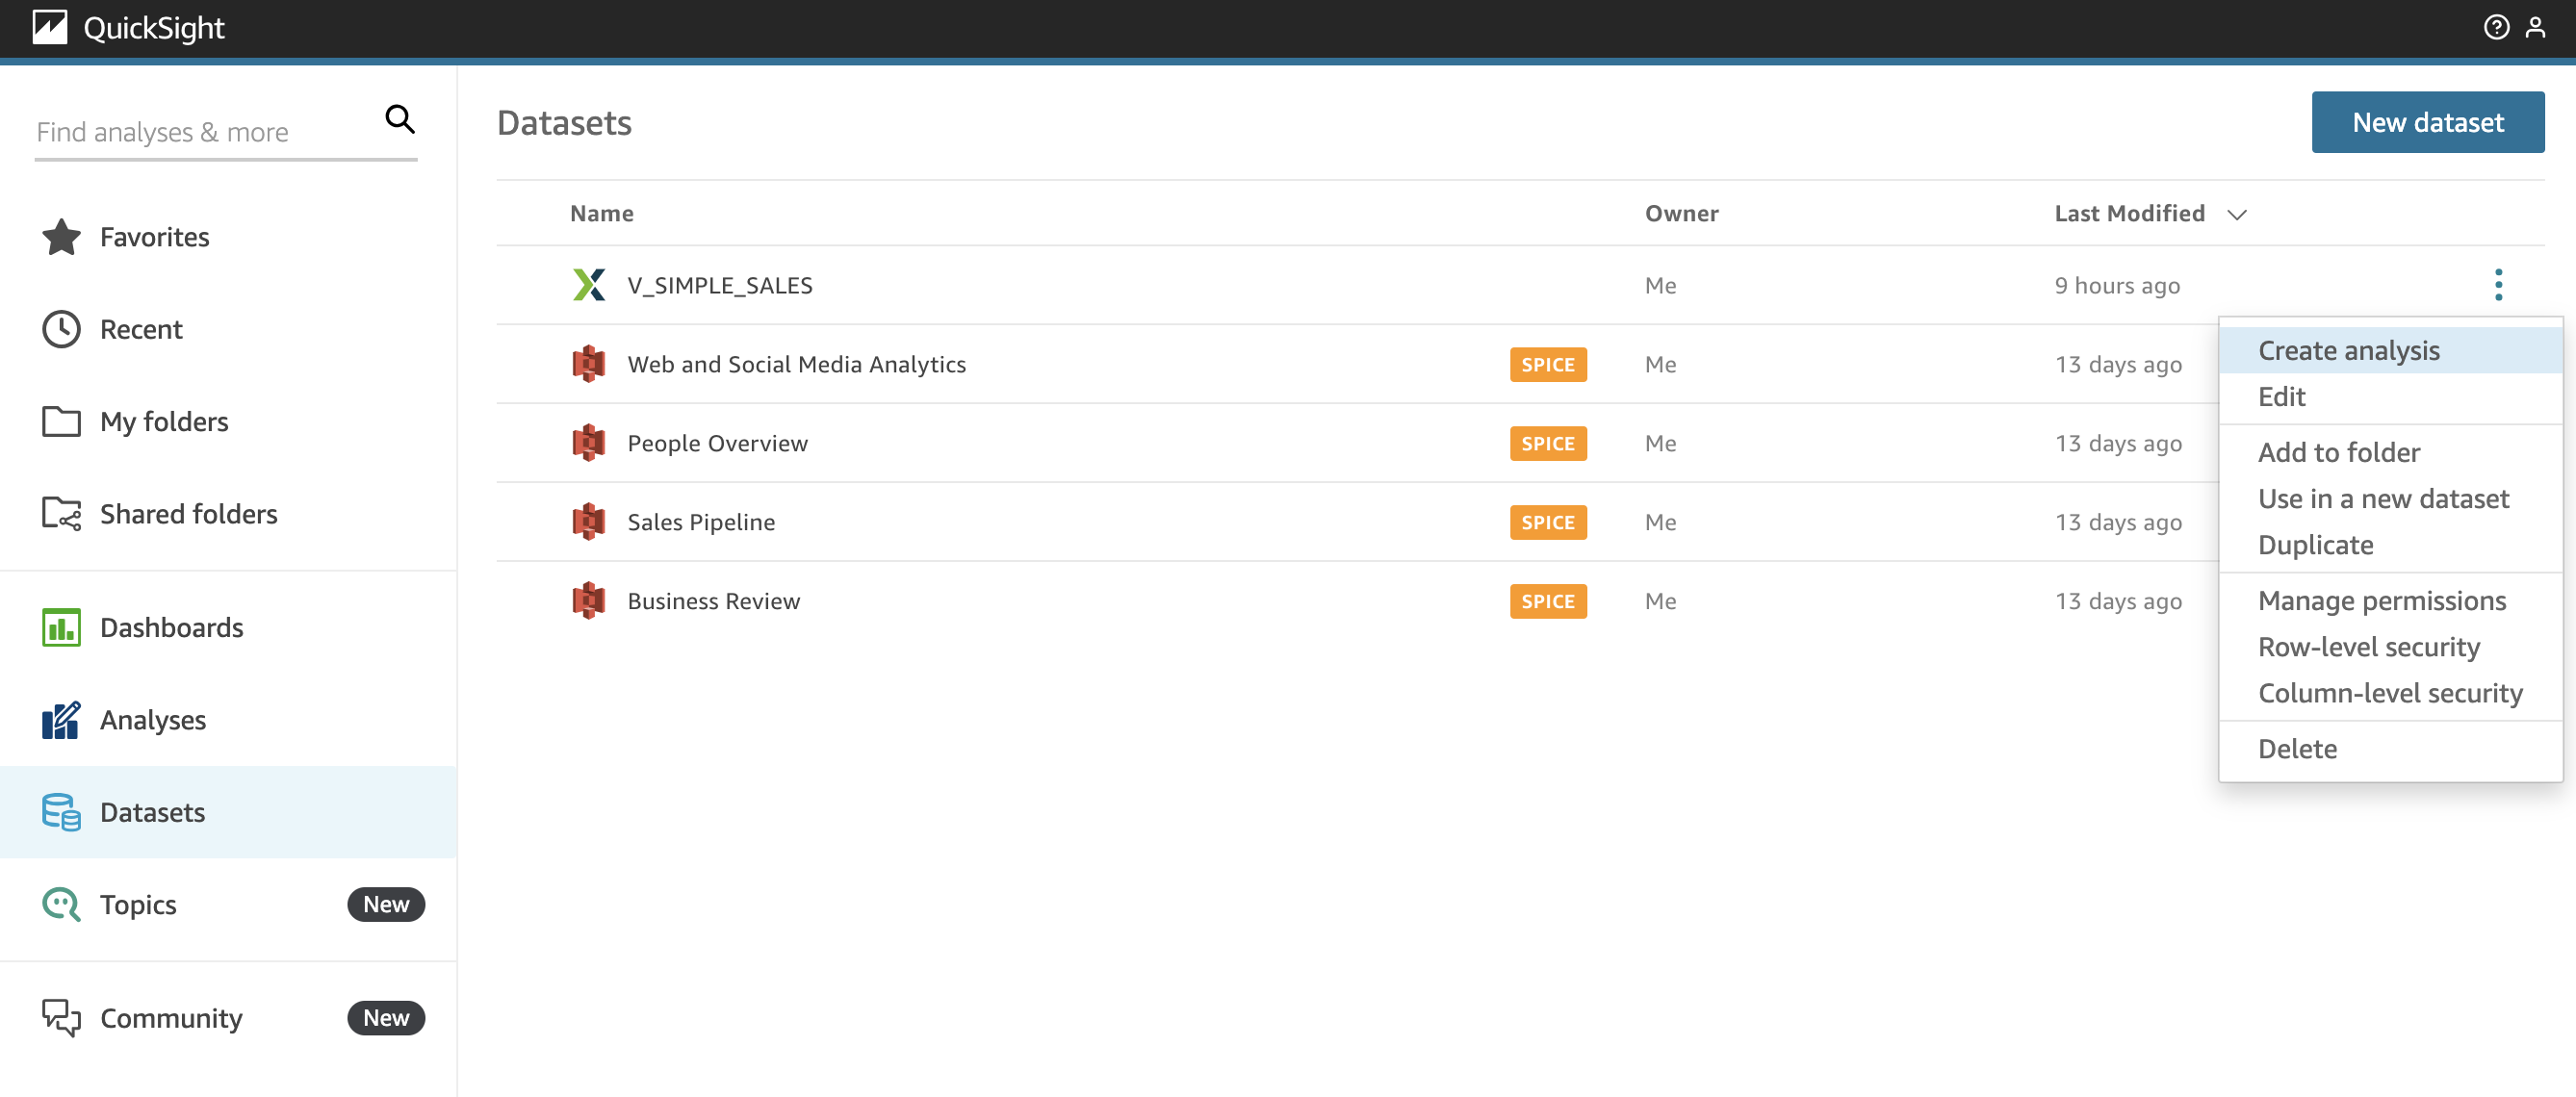 QuickSight
Find analyses & more
Favorites
Recent
My folders
Shared folders
Dashboards
Analyses
Datasets
Topics New
Community New
Datasets
New dataset
Name Owner Last Modified
V_SIMPLE_SALES Me 9 hours ago
Web and Social Media Analytics SPICE Me 13 days ago
People Overview SPICE Me 13 days ago
Sales Pipeline SPICE Me 13 days ago
Business Review SPICE Me 13 days ago
Create analysis
Edit
Add to folder
Use in a new dataset
Duplicate
Manage permissions
Row-level security
Column-level security
Delete